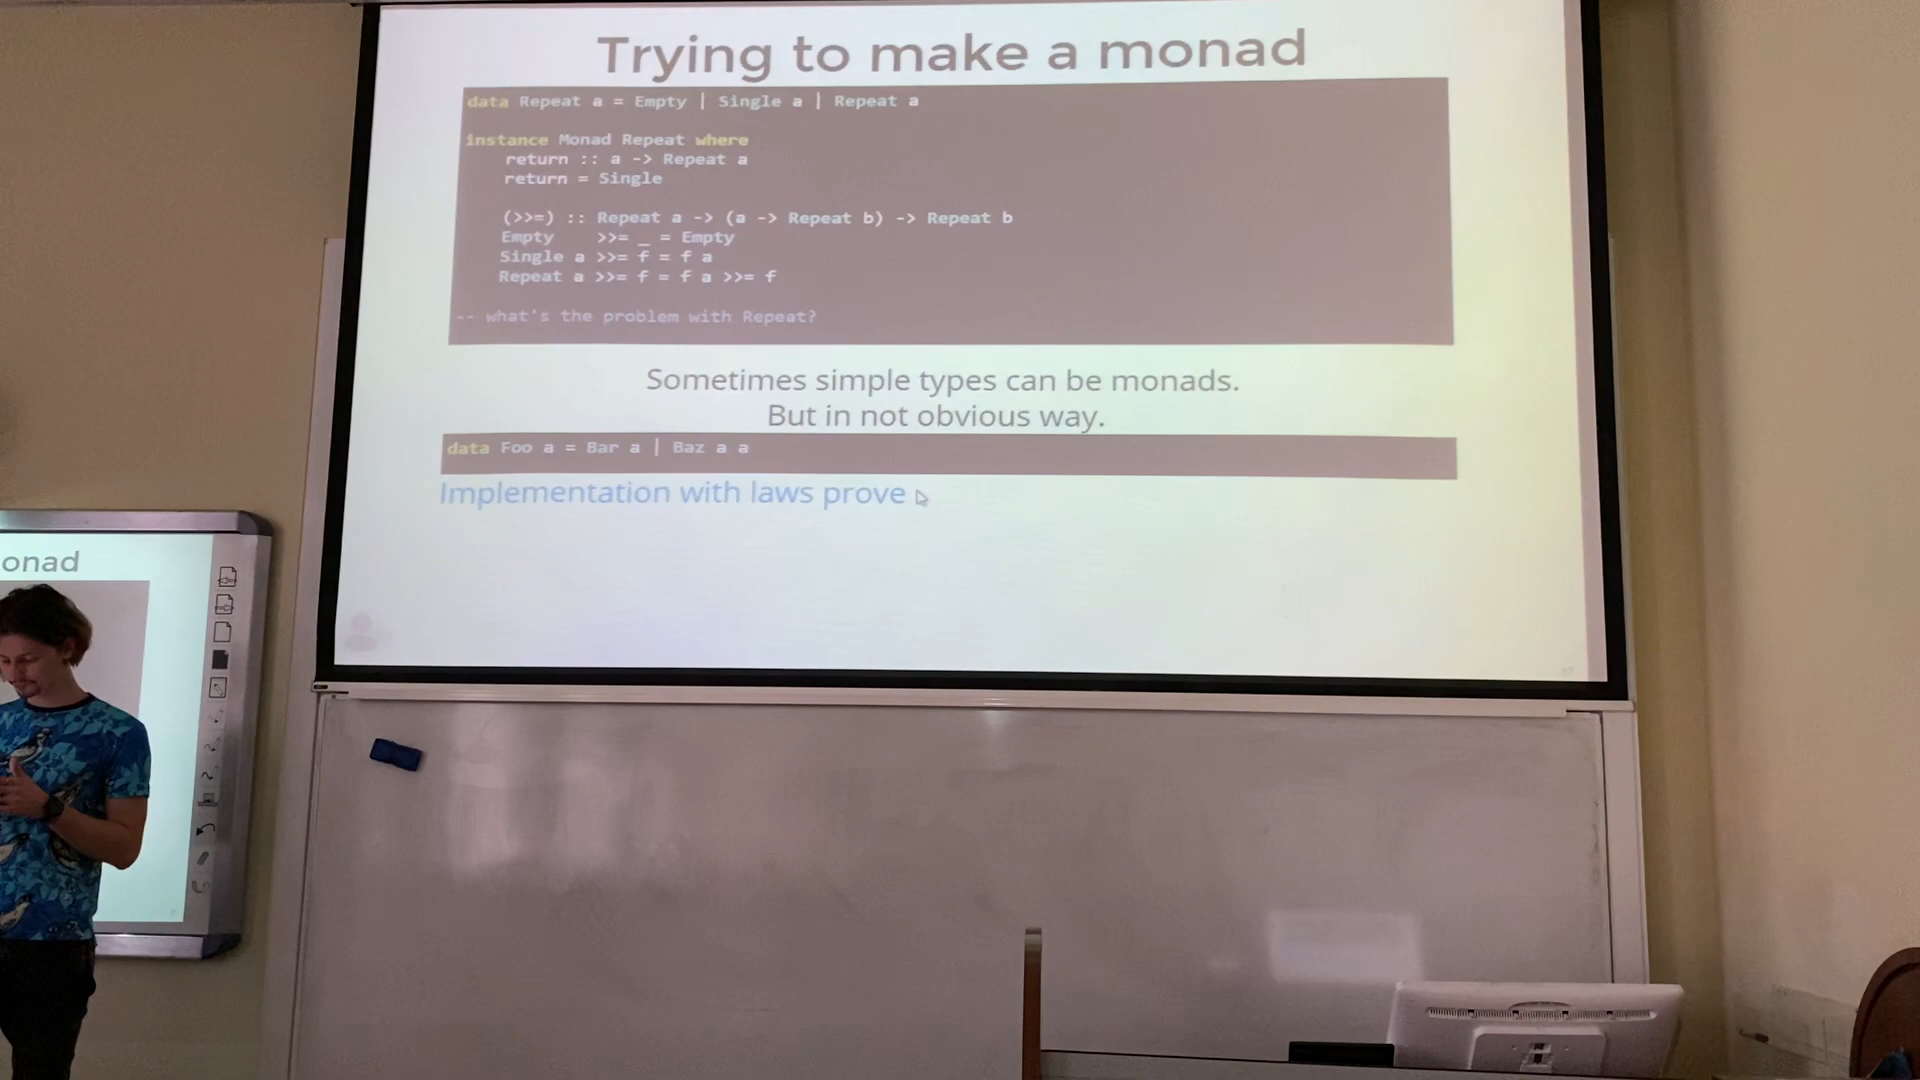 Trying to make a monad
data Repeat a = Empty | Single a | Repeat a
instance Monad Repeat where
return :: a -> Repeat a
return = Single
(>>=) :: Repeat a -> (a -> Repeat b) -> Repeat b
Empty >>= _ = Empty
Single a >>= f = f a
Repeat a >>= f = f a >>= f
-- what's the problem with Repeat?
Sometimes simple types can be monads.
But in not obvious way.
data Foo a = Bar a | Baz a a
Implementation with laws prove
onad